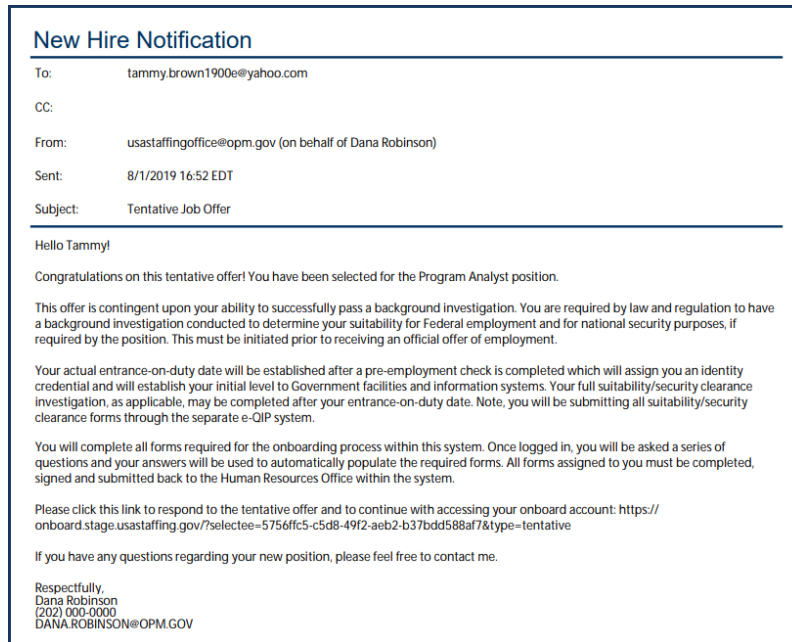 New Hire Notification
To: tammy.brown1900e@yahoo.com
CC:
From: usastaffingoffice@opm.gov (on behalf of Dana Robinson)
Sent: 8/1/2019 16:52 EDT
Subject: Tentative Job Offer
Hello Tammy!
Congratulations on this tentative offer! You have been selected for the Program Analyst position.
This offer is contingent upon your ability to successfully pass a background investigation. You are required by law and regulation to have
a background investigation conducted to determine your suitability for Federal employment and for national security purposes, if
required by the position. This must be initiated prior to receiving an official offer of employment.
Your actual entrance-on-duty date will be established after a pre-employment check is completed which will assign you an identity
credential and will establish your initial level to Government facilities and information systems. Your full suitability/security clearance
investigation, as applicable, may be completed after your entrance-on-duty date. Note, you will be submitting all suitability/security
clearance forms through the separate e-QIP system.
You will complete all forms required for the onboarding process within this system. Once logged in, you will be asked a series of
questions and your answers will be used to automatically populate the required forms. All forms assigned to you must be completed,
signed and submitted back to the Human Resources Office within the system.
Please click this link to respond to the tentative offer and to continue with accessing your onboard account: https://
onboard.stage.usastaffing.gov/?selectee=5756ffc5-c5d8-49f2-aeb2-b37bdd588af7&type=tentative
If you have any questions regarding your new position, please feel free to contact me.
Respectfully,
Dana Robinson
(202) 000-0000
DANA.ROBINSON@OPM.GOV